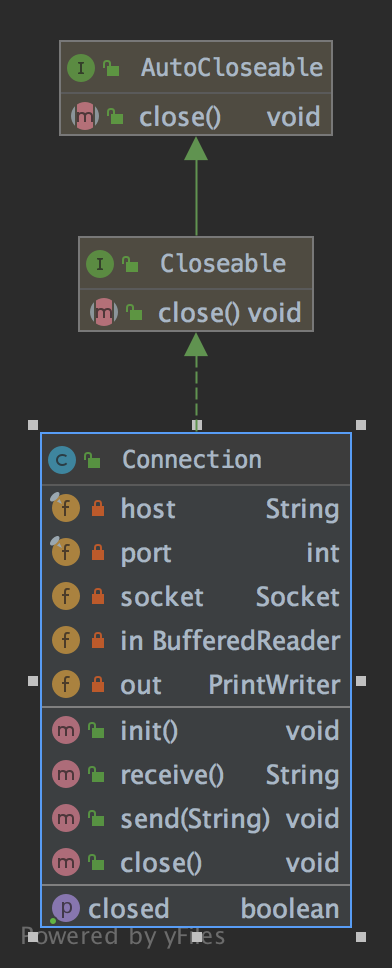 I AutoCloseable
m close() void
I Closeable
m close() void
C Connection
f host String
f port int
f socket Socket
f in BufferedReader
f out PrintWriter
m init() void
m receive() String
m send(String) void
m close() void
p closed boolean
Powered by yFiles